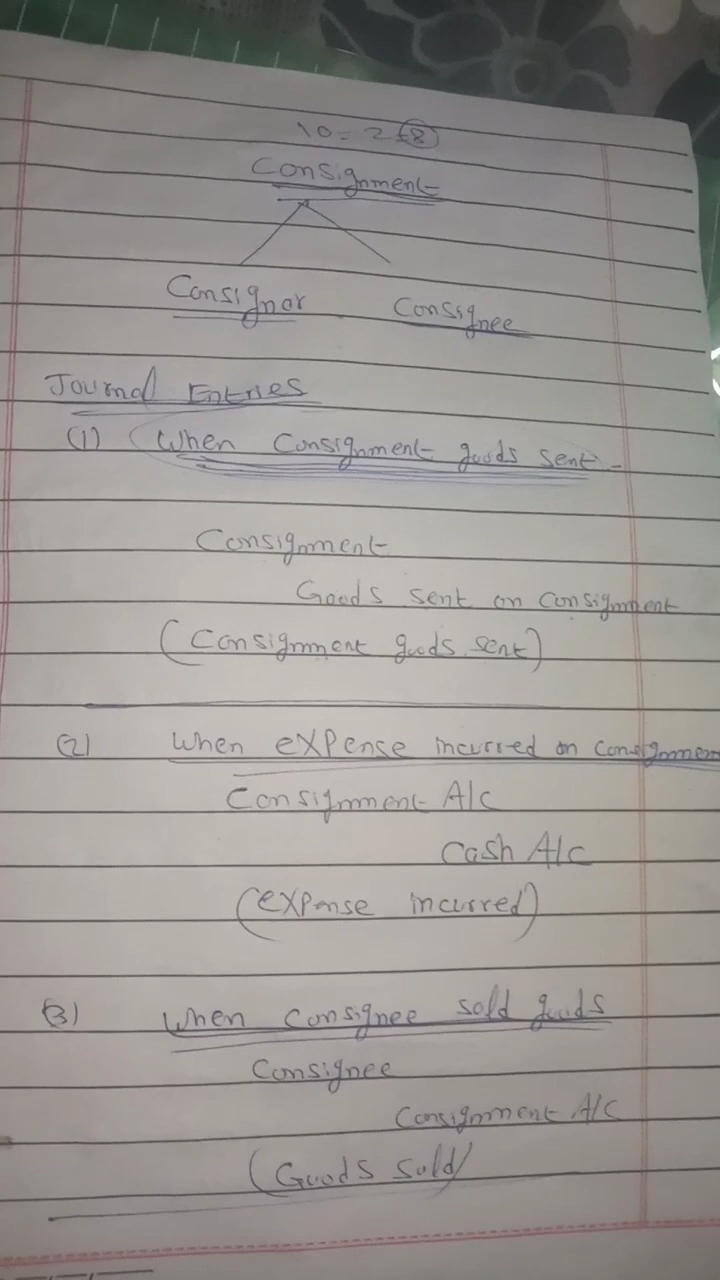 10 = 2 £8
Consignment
Consignor Consignee
Journal Entries
(1) (When Consignment goods sent -
Consignment
Goods sent on consignment
(Consignment goods sent)
(2) When expense incurred on consignmen
Consignment A/c
Cash A/c
(expense incurred)
(3) When consignee sold goods
Consignee
Consignment A/c
(Goods sold)